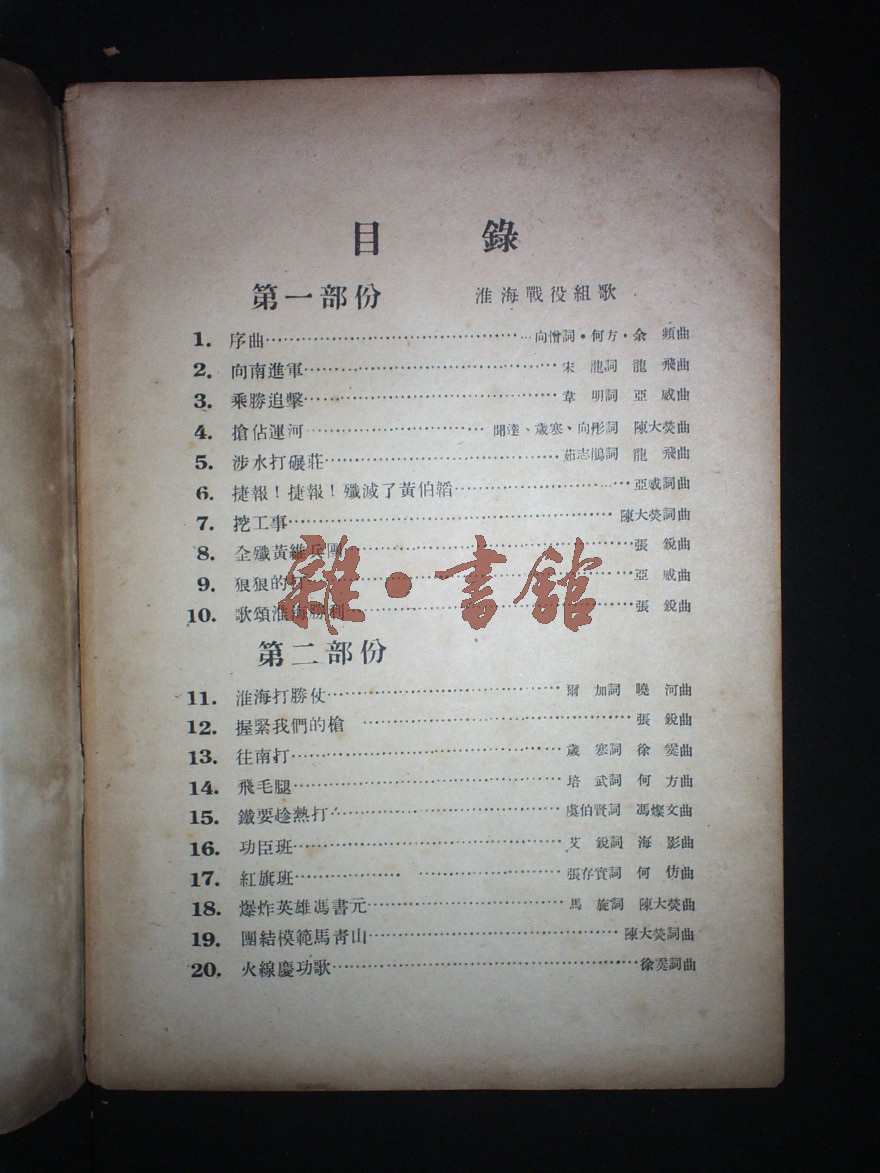 目 錄
第一部份 淮海戰役組歌
1. 序曲 向憎詞・何方・余 頻曲
2. 向南進軍 宋 龍詞 龍 飛曲
3. 乘勝追擊 韋 明詞 亞 威曲
4. 搶佔運河 聞達、歲寒、向彤詞 陳大熒曲
5. 涉水打碾莊 茹志鵑詞 龍 飛曲
6. 捷報！捷報！殲滅了黃伯韜 亞威詞曲
7. 挖工事 陳大熒詞曲
8. 全殲黃維兵團 張 銳曲
9. 狠狠的打 亞 威曲
10. 歌頌淮海勝利 張 銳曲
雜・書館
第二部份
11. 淮海打勝仗 爾 加詞 曉 河曲
12. 握緊我們的槍 張 銳曲
13. 往南打 歲 寒詞 徐 雯曲
14. 飛毛腿 培 武詞 何 方曲
15. 鐵要趁熱打 虞伯賢詞 馮燦文曲
16. 功臣班 艾 銳詞 海 影曲
17. 紅旗班 張存實詞 何 仿曲
18. 爆炸英雄馮書元 馬 旋詞 陳大熒曲
19. 團結模範馬青山 陳大熒詞曲
20. 火線慶功歌 徐雯詞曲